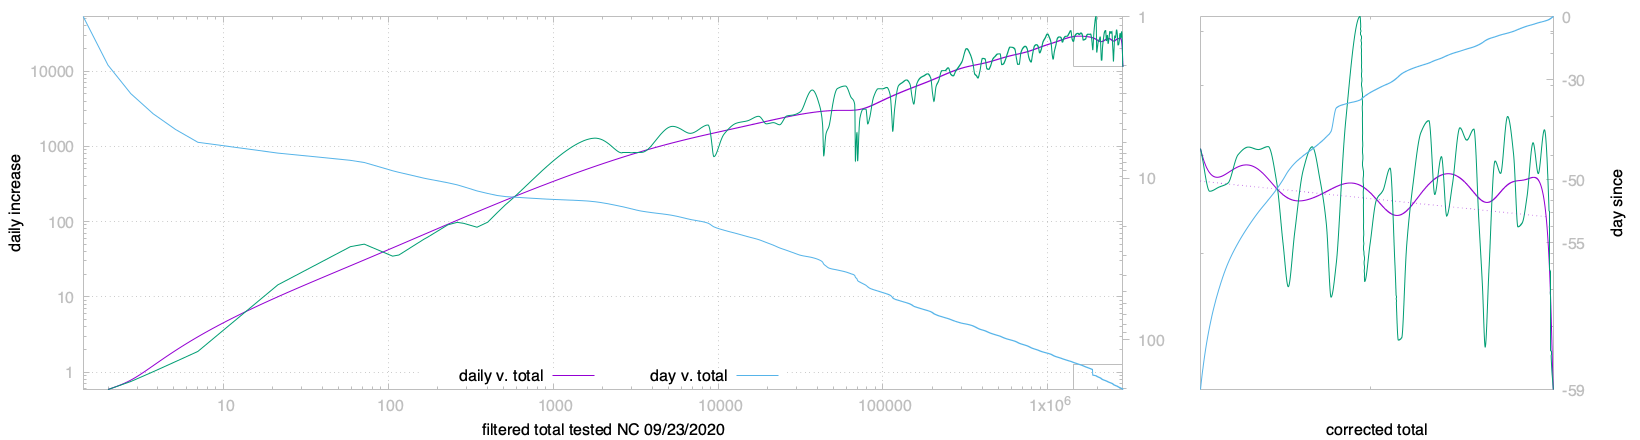 10000
1000
100
10
1
daily increase
10
100
1000
10000
100000
1x10⁶
1
10
100
daily v. total
day v. total
filtered total tested NC 09/23/2020
0
-30
-50
-55
-59
day since
corrected total